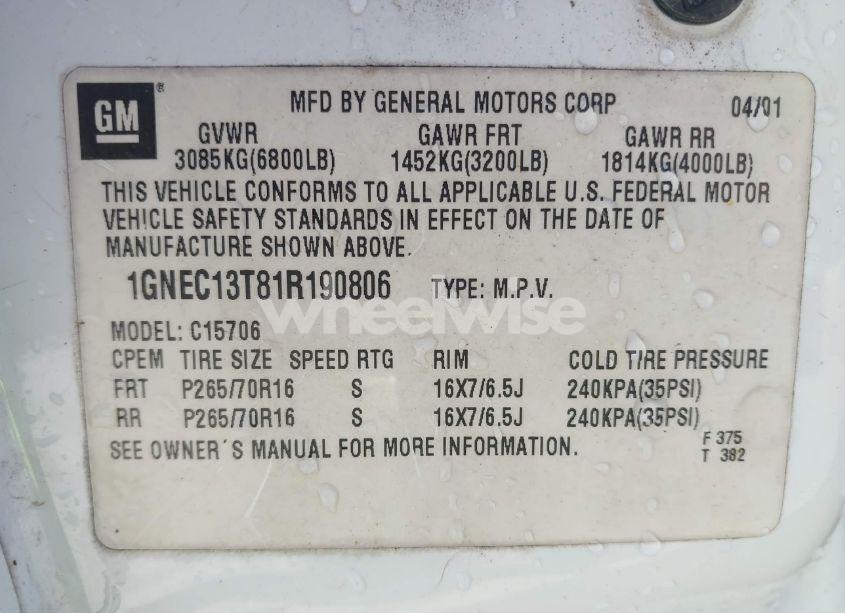 GM ®
MFD BY GENERAL MOTORS CORP 04/01
GVWR GAWR FRT GAWR RR
3085KG(6800LB) 1452KG(3200LB) 1814KG(4000LB)
THIS VEHICLE CONFORMS TO ALL APPLICABLE U.S. FEDERAL MOTOR
VEHICLE SAFETY STANDARDS IN EFFECT ON THE DATE OF
MANUFACTURE SHOWN ABOVE.
1GNEC13T81R190806 TYPE: M.P.V.
wheelwise
MODEL: C15706
CPEM TIRE SIZE SPEED RTG RIM COLD TIRE PRESSURE
FRT P265/70R16 S 16X7/6.5J 240KPA(35PSI)
RR P265/70R16 S 16X7/6.5J 240KPA(35PSI)
SEE OWNER´S MANUAL FOR MORE INFORMATION.
F 375
T 382